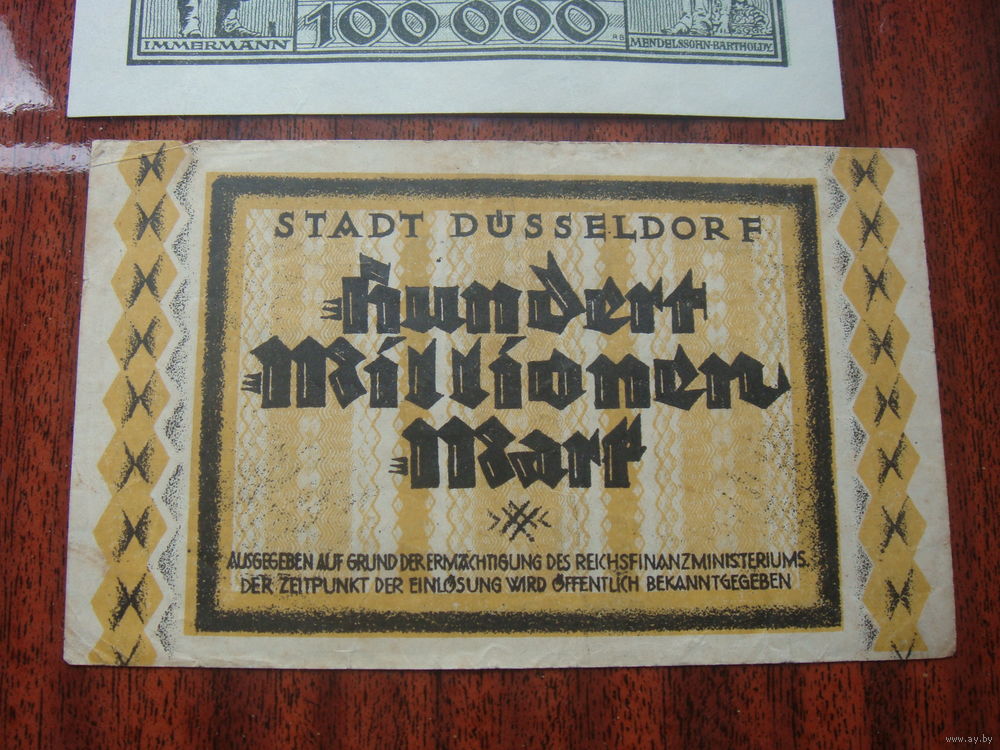 IMMERMANN 100 000 RB MENDELSSOHN-BARTHOLDY
STADT DÜSSELDORF
Hundert
Millionen
Mark
AUSGEGEBEN AUF GRUND DER ERMÄCHTIGUNG DES REICHSFINANZMINISTERIUMS.
DER ZEITPUNKT DER EINLÖSUNG WIRD ÖFFENTLICH BEKANNTGEGEBEN
www.ay.by